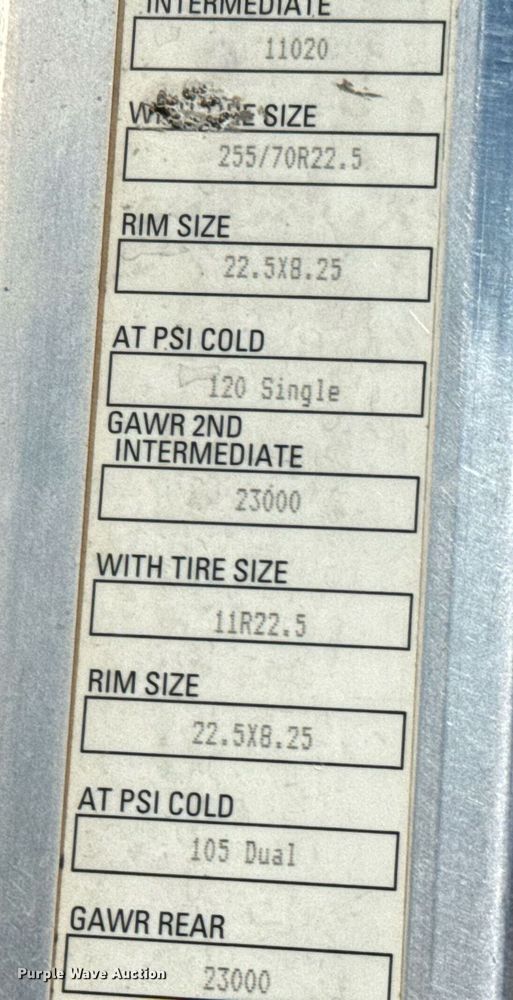 INTERMEDIATE
11020
SIZE
255/70R22.5
RIM SIZE
22.5X8.25
AT PSI COLD
120 Single
GAWR 2ND
INTERMEDIATE
23000
WITH TIRE SIZE
11R22.5
RIM SIZE
22.5X8.25
AT PSI COLD
105 Dual
GAWR REAR
23000
Purple Wave Auction